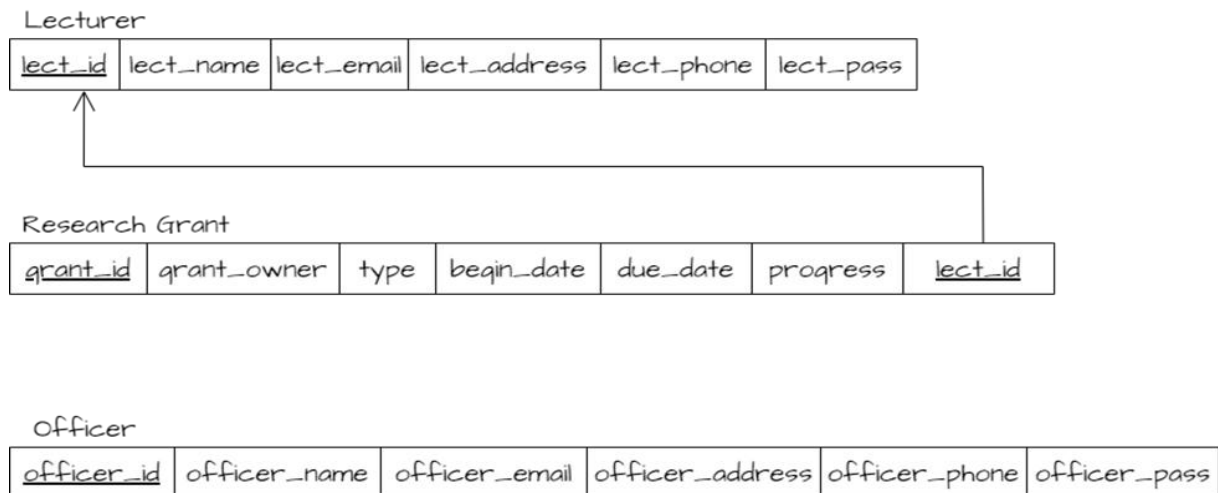 Lecturer
lect_id lect_name lect_email lect_address lect_phone lect_pass
Research Grant
grant_id grant_owner type begin_date due_date progress lect_id
Officer
officer_id officer_name officer_email officer_address officer_phone officer_pass